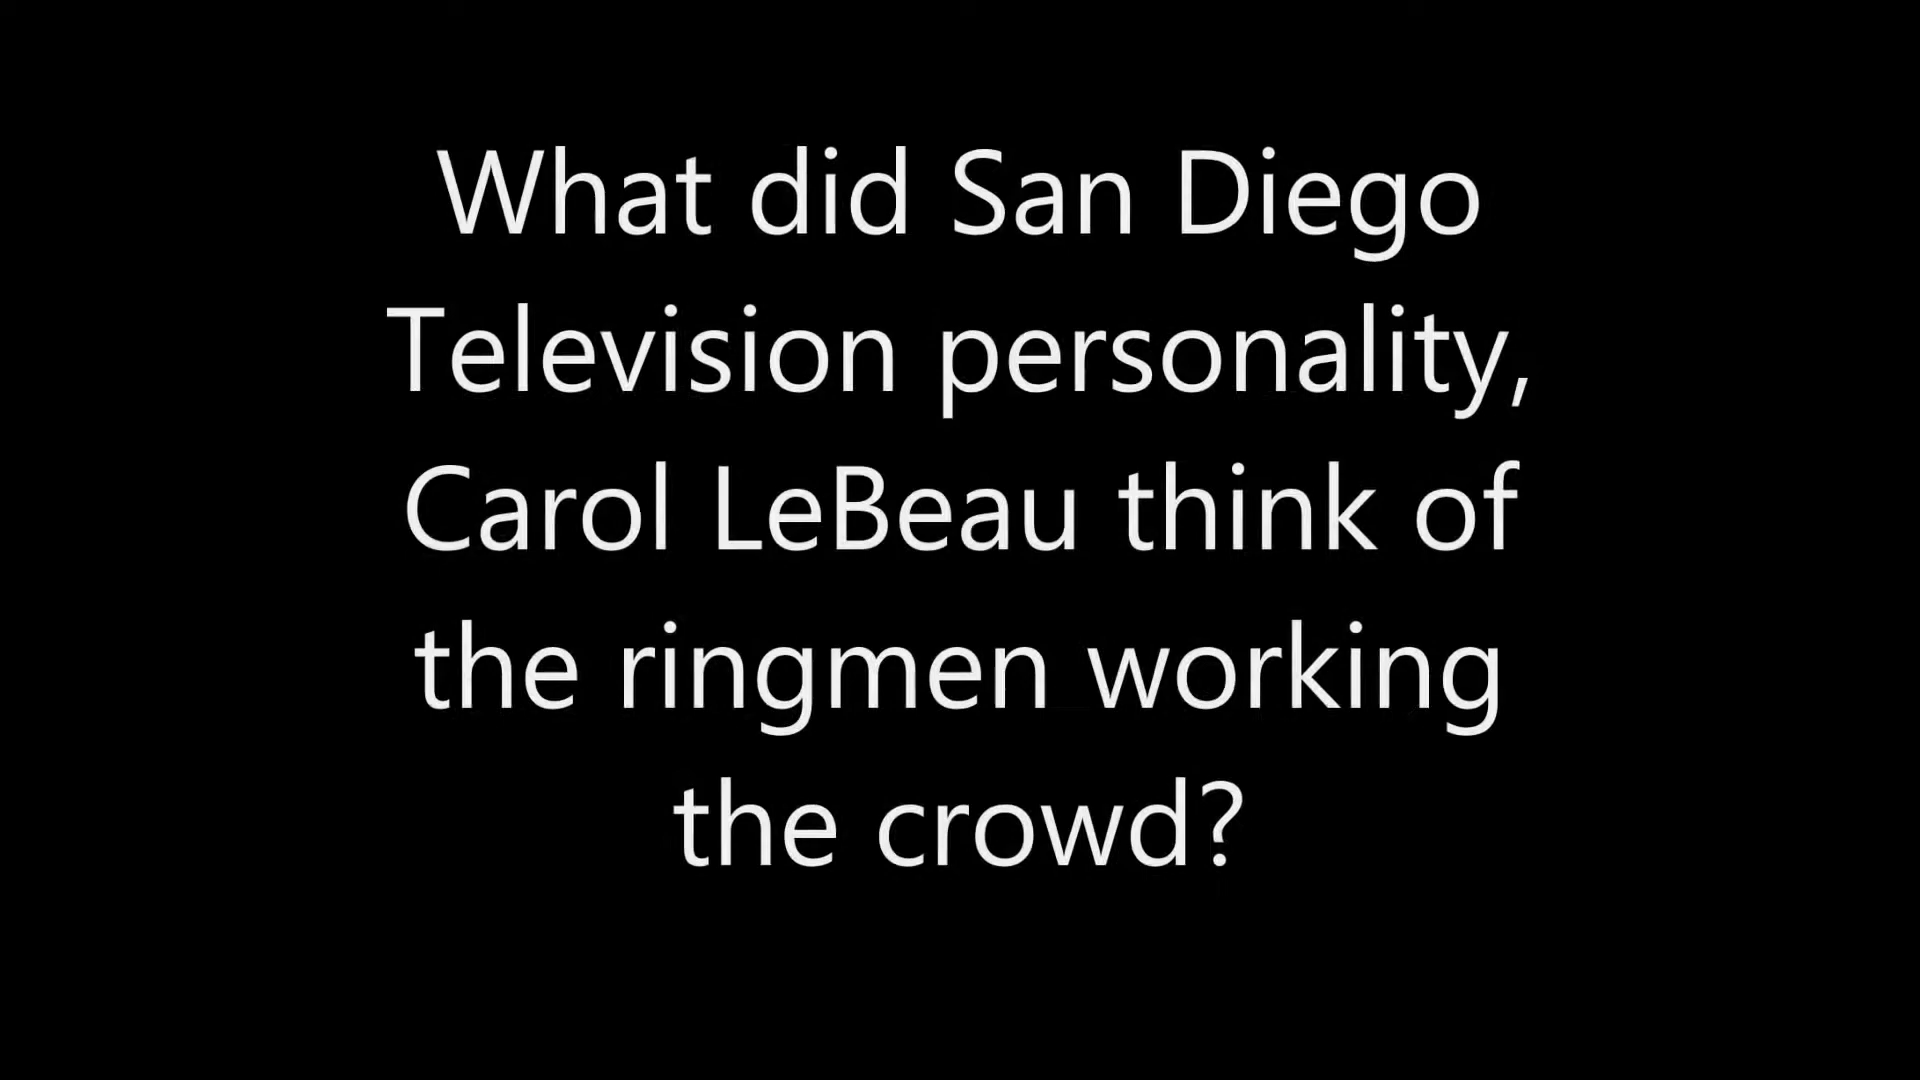 What did San Diego
Television personality,
Carol LeBeau think of
the ringmen working
the crowd?